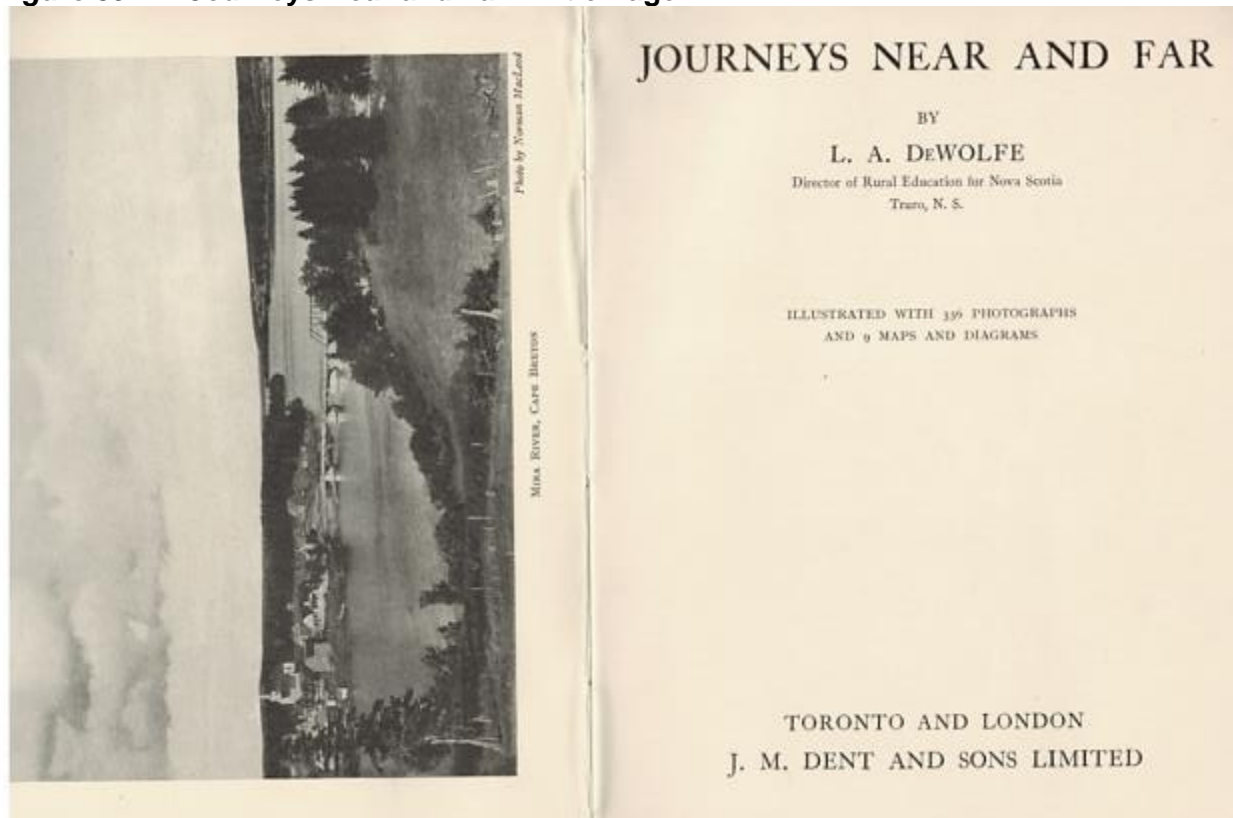 Photo by Norman MacLeod
MIRA RIVER, CAPE BRETON
JOURNEYS NEAR AND FAR
BY
L. A. DEWOLFE
Director of Rural Education for Nova Scotia
Truro, N. S.
ILLUSTRATED WITH 336 PHOTOGRAPHS
AND 9 MAPS AND DIAGRAMS
TORONTO AND LONDON
J. M. DENT AND SONS LIMITED